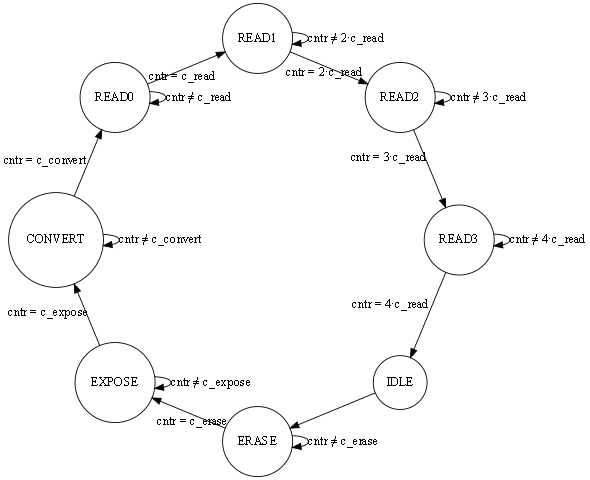 READ1
cntr ≠ 2·c_read
cntr = c_read
cntr = 2·c_read
READ0
cntr ≠ c_read
READ2
cntr ≠ 3·c_read
cntr = c_convert
cntr = 3·c_read
CONVERT
cntr ≠ c_convert
READ3
cntr ≠ 4·c_read
cntr = c_expose
cntr = 4·c_read
EXPOSE
cntr ≠ c_expose
IDLE
cntr = c_erase
ERASE
cntr ≠ c_erase